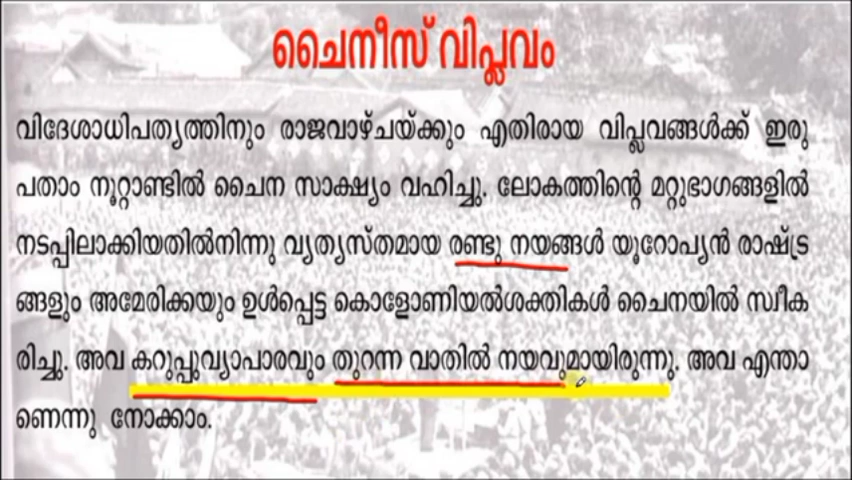 ചൈനീസ് വിപ്ലവം
വിദേശാധിപത്യത്തിനും രാജവാഴ്ചയ്ക്കും എതിരായ വിപ്ലവങ്ങൾക്ക് ഇരു
പതാം നൂറ്റാണ്ടിൽ ചൈന സാക്ഷ്യം വഹിച്ചു. ലോകത്തിന്റെ മറ്റുഭാഗങ്ങളിൽ
നടപ്പിലാക്കിയതിൽനിന്നു വ്യത്യസ്തമായ രണ്ടു നയങ്ങൾ യൂറോപ്യൻ രാഷ്ട്ര
ങ്ങളും അമേരിക്കയും ഉൾപ്പെട്ട കൊളോണിയൽശക്തികൾ ചൈനയിൽ സ്വീക
രിച്ചു. അവ കറുപ്പുവ്യാപാരവും തുറന്ന വാതിൽ നയവുമായിരുന്നു. അവ എന്താ
ണെന്നു നോക്കാം.